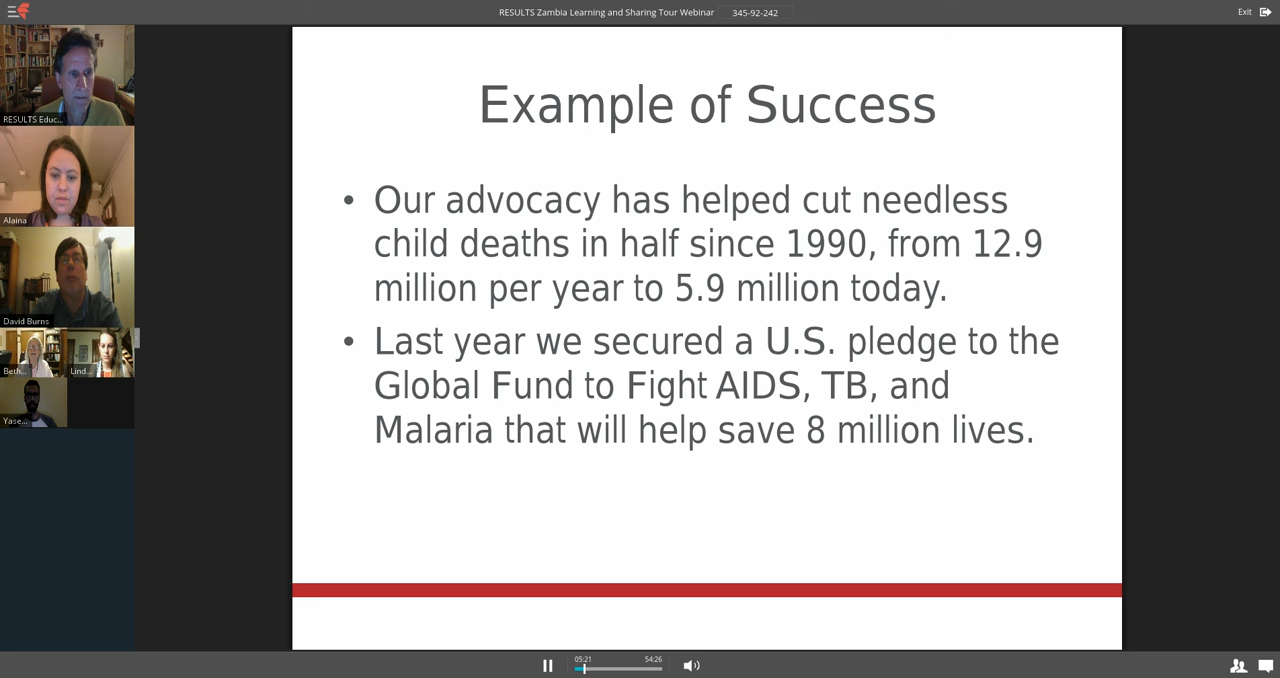 RESULTS Zambia Learning and Sharing Tour Webinar 345-92-242
Exit
RESULTS Educ...
Alaina
David Burns
Beth...
Lind...
Yase...
Example of Success
• Our advocacy has helped cut needless
child deaths in half since 1990, from 12.9
million per year to 5.9 million today.
• Last year we secured a U.S. pledge to the
Global Fund to Fight AIDS, TB, and
Malaria that will help save 8 million lives.
05:21
54:26